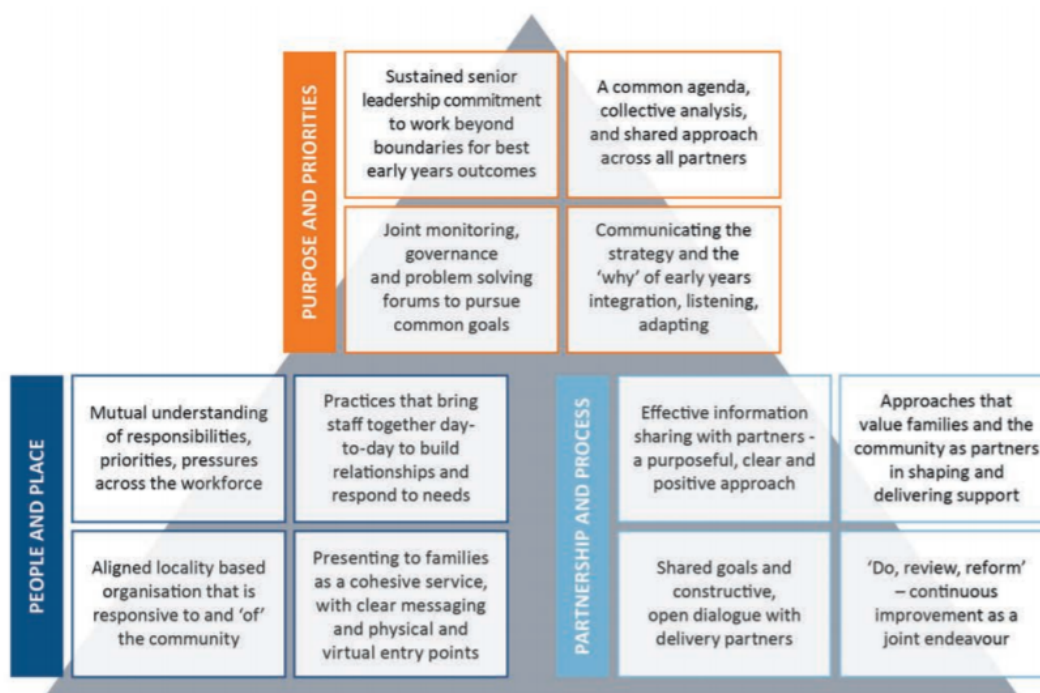 PURPOSE AND PRIORITIES
Sustained senior
leadership commitment
to work beyond
boundaries for best
early years outcomes
A common agenda,
collective analysis,
and shared approach
across all partners
Joint monitoring,
governance
and problem solving
forums to pursue
common goals
Communicating the
strategy and the
‘why’ of early years
integration, listening,
adapting
PEOPLE AND PLACE
Mutual understanding
of responsibilities,
priorities, pressures
across the workforce
Practices that bring
staff together day-
to-day to build
relationships and
respond to needs
Aligned locality based
organisation that is
responsive to and ‘of’
the community
Presenting to families
as a cohesive service,
with clear messaging
and physical and
virtual entry points
PARTNERSHIP AND PROCESS
Effective information
sharing with partners -
a purposeful, clear and
positive approach
Approaches that
value families and the
community as partners
in shaping and
delivering support
Shared goals and
constructive,
open dialogue with
delivery partners
‘Do, review, reform’
– continuous
improvement as a
joint endeavour